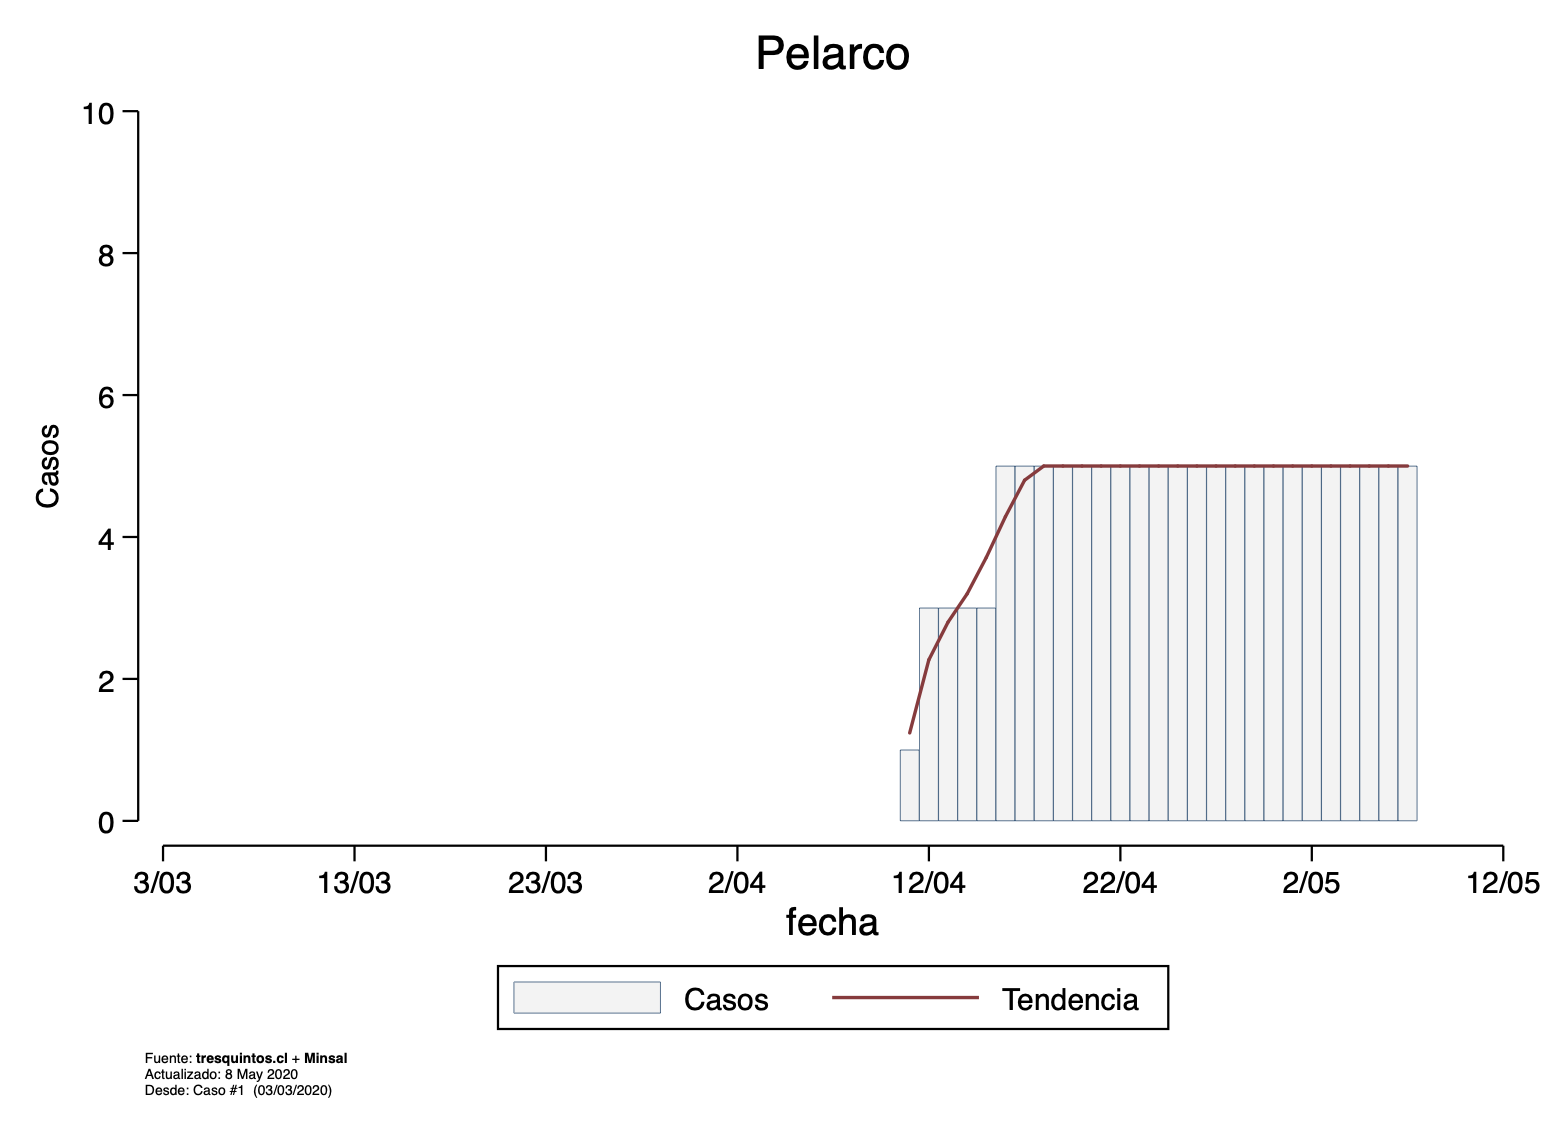 Pelarco
10
8
6
4
2
0
Casos
3/03 13/03 23/03 2/04 12/04 22/04 2/05 12/05
fecha
Casos Tendencia
Fuente: tresquintos.cl + Minsal
Actualizado: 8 May 2020
Desde: Caso #1 (03/03/2020)